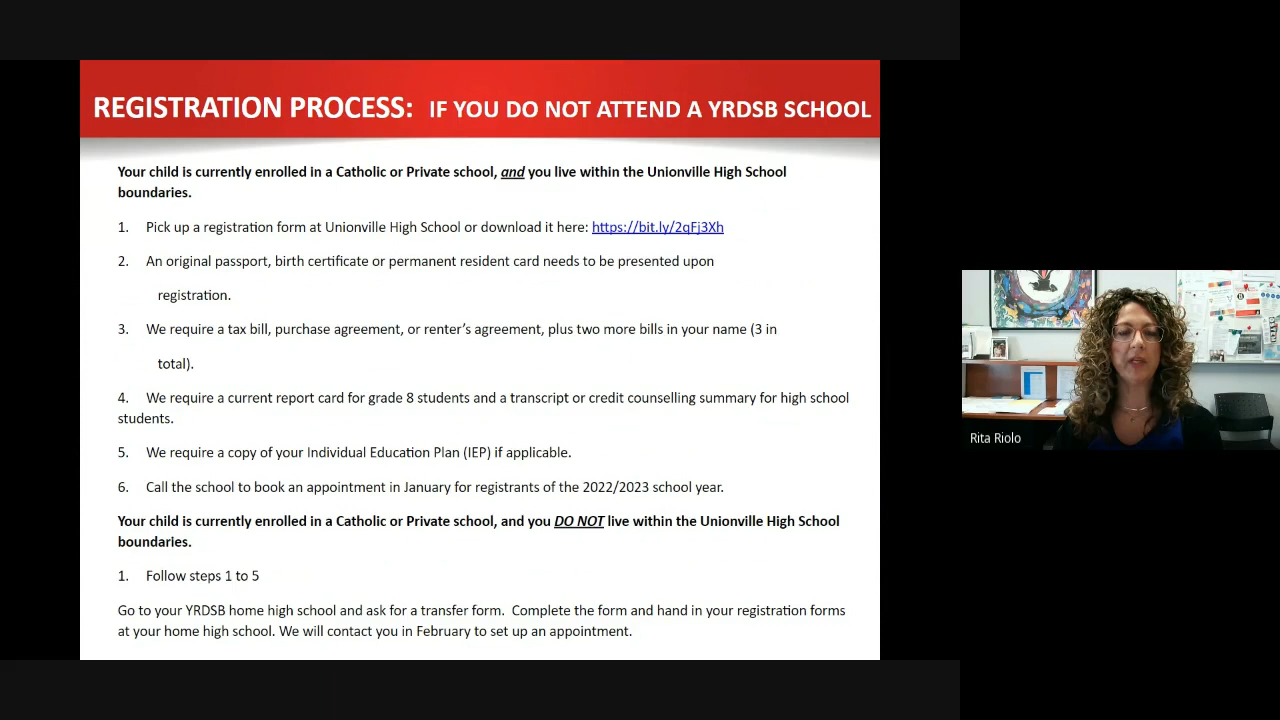 REGISTRATION PROCESS: IF YOU DO NOT ATTEND A YRDSB SCHOOL
Your child is currently enrolled in a Catholic or Private school, and you live within the Unionville High School
boundaries.
1. Pick up a registration form at Unionville High School or download it here: https://bit.ly/2qFj3Xh
2. An original passport, birth certificate or permanent resident card needs to be presented upon
registration.
3. We require a tax bill, purchase agreement, or renter's agreement, plus two more bills in your name (3 in
total).
4. We require a current report card for grade 8 students and a transcript or credit counselling summary for high school
students.
5. We require a copy of your Individual Education Plan (IEP) if applicable.
6. Call the school to book an appointment in January for registrants of the 2022/2023 school year.
Your child is currently enrolled in a Catholic or Private school, and you DO NOT live within the Unionville High School
boundaries.
1. Follow steps 1 to 5
Go to your YRDSB home high school and ask for a transfer form. Complete the form and hand in your registration forms
at your home high school. We will contact you in February to set up an appointment.
Rita Riolo